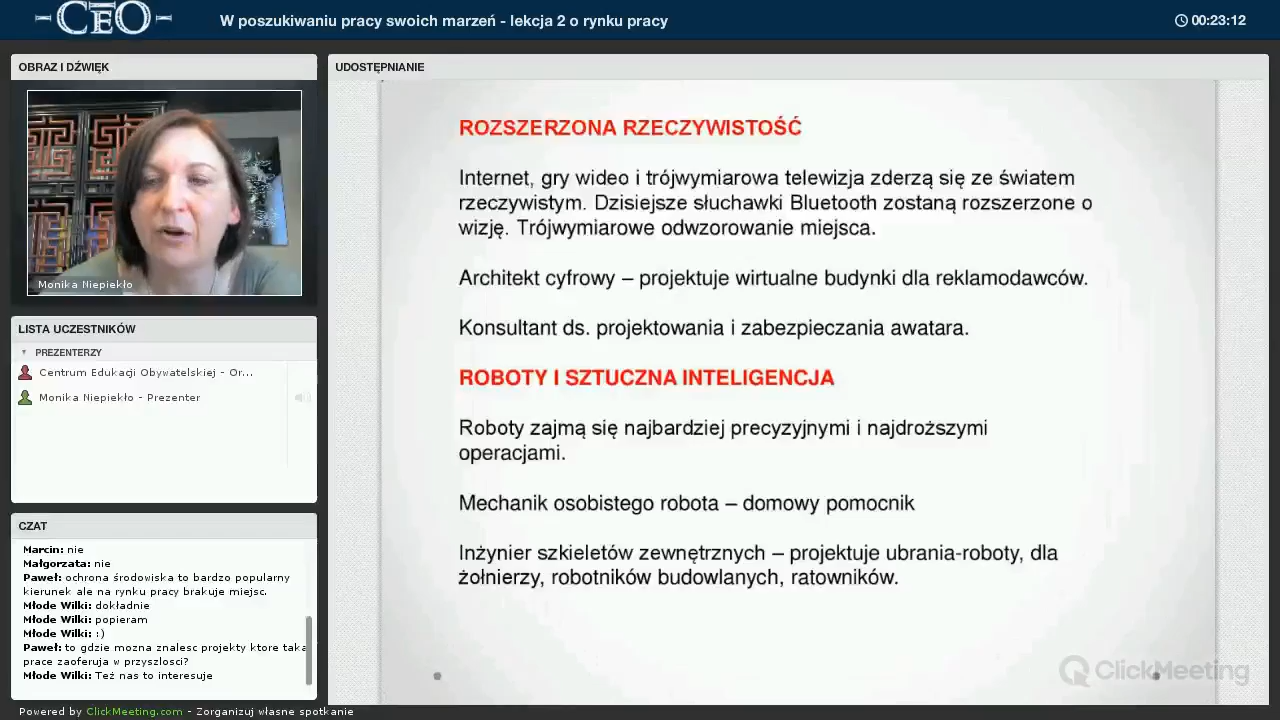 CEO
W poszukiwaniu pracy swoich marzeń - lekcja 2 o rynku pracy
00:23:12
OBRAZ I DŹWIĘK
Monika Niepiekło
LISTA UCZESTNIKÓW
PREZENTERZY
Centrum Edukacji Obywatelskiej - Or...
Monika Niepiekło - Prezenter
CZAT
Marcin: nie
Małgorzata: nie
Paweł: ochrona środowiska to bardzo popularny
kierunek ale na rynku pracy brakuje miejsc.
Młode Wilki: dokładnie
Młode Wilki: popieram
Młode Wilki: :)
Paweł: to gdzie mozna znalesc projekty ktore taka
prace zaoferuja w przyszlosci?
Młode Wilki: Też nas to interesuje
UDOSTĘPNIANIE
ROZSZERZONA RZECZYWISTOŚĆ
Internet, gry wideo i trójwymiarowa telewizja zderzą się ze światem
rzeczywistym. Dzisiejsze słuchawki Bluetooth zostaną rozszerzone o
wizję. Trójwymiarowe odwzorowanie miejsca.
Architekt cyfrowy – projektuje wirtualne budynki dla reklamodawców.
Konsultant ds. projektowania i zabezpieczania awatara.
ROBOTY I SZTUCZNA INTELIGENCJA
Roboty zajmą się najbardziej precyzyjnymi i najdroższymi
operacjami.
Mechanik osobistego robota – domowy pomocnik
Inżynier szkieletów zewnętrznych – projektuje ubrania-roboty, dla
żołnierzy, robotników budowlanych, ratowników.
ClickMeeting
Powered by ClickMeeting.com - Zorganizuj własne spotkanie